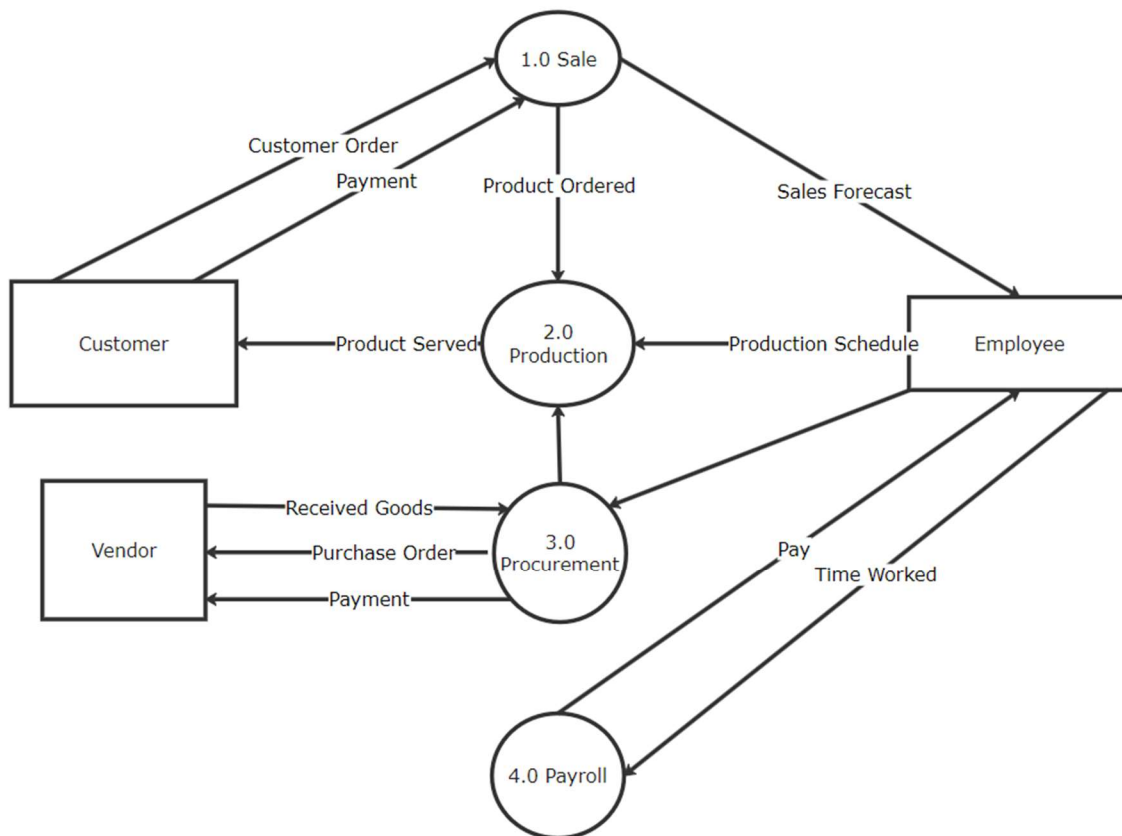 1.0 Sale
Customer Order
Payment
Product Ordered
Sales Forecast
Customer
Product Served
2.0
Production
Production Schedule
Employee
Vendor
Received Goods
Purchase Order
Payment
3.0
Procurement
Pay
Time Worked
4.0 Payroll